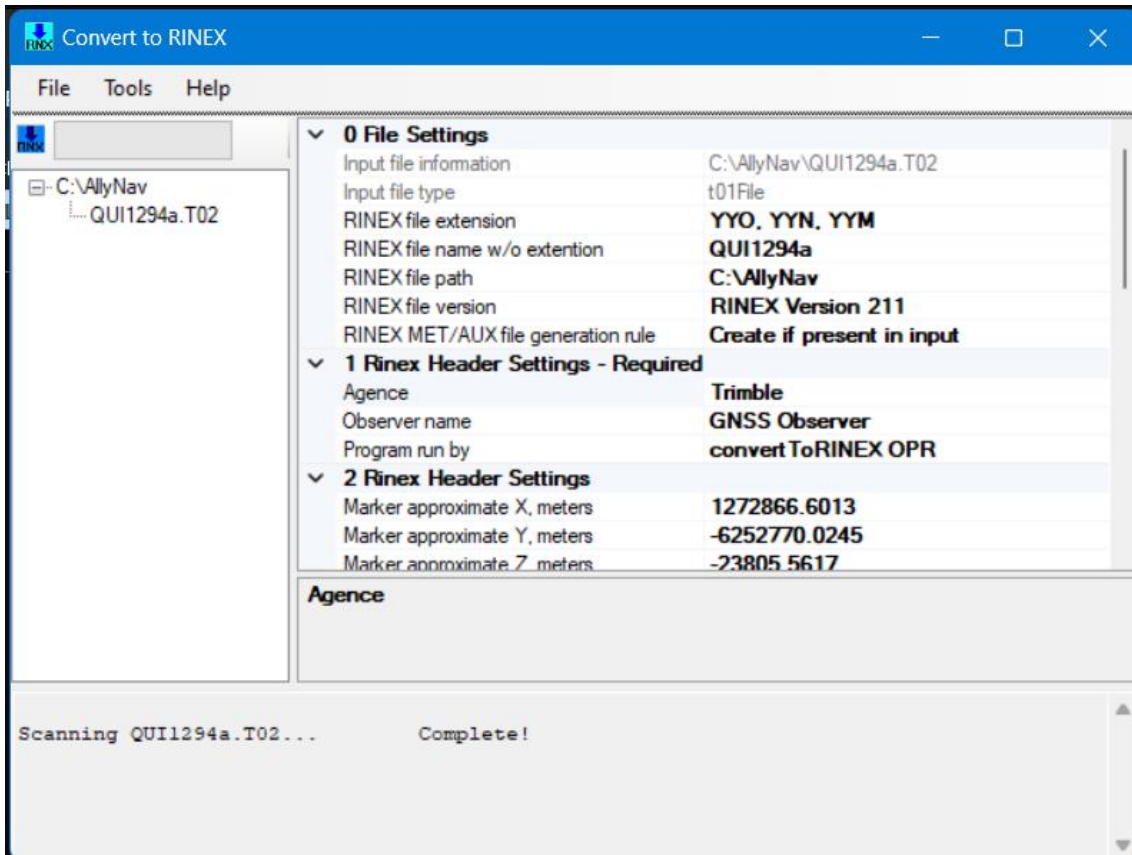 RNX Convert to RINEX
File Tools Help
RNX
C:\AllyNav
QUI1294a.T02
0 File Settings
Input file information C:\AllyNav\QUI1294a.T02
Input file type t01File
RINEX file extension YYO, YYN, YYM
RINEX file name w/o extention QUI1294a
RINEX file path C:\AllyNav
RINEX file version RINEX Version 211
RINEX MET/AUX file generation rule Create if present in input
1 Rinex Header Settings - Required
Agence Trimble
Observer name GNSS Observer
Program run by convertToRINEX OPR
2 Rinex Header Settings
Marker approximate X, meters 1272866.6013
Marker approximate Y, meters -6252770.0245
Marker approximate Z, meters -23805.5617
Agence
Scanning QUI1294a.T02... Complete!